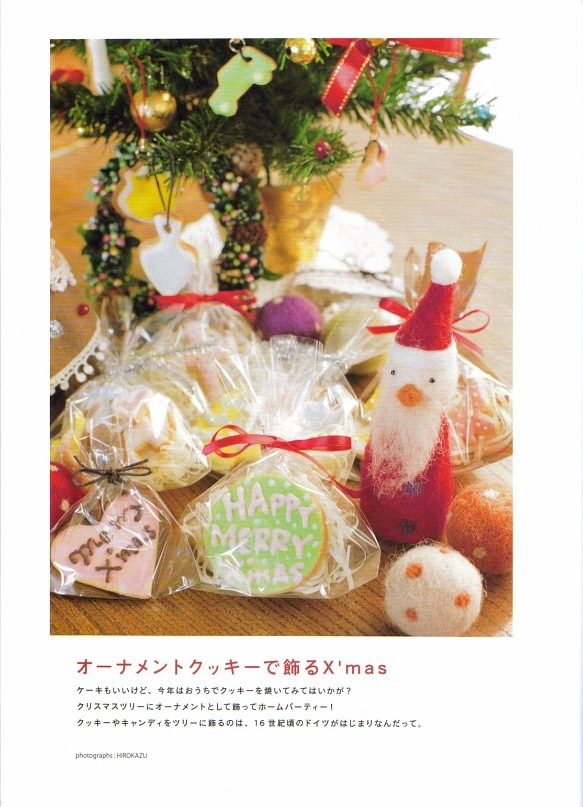 HAPPY
MERRY
X'mas
オーナメントクッキーで飾るX'mas
ケーキもいいけど、今年はおうちでクッキーを焼いてみてはいかが？
クリスマスツリーにオーナメントとして飾ってホームパーティー！
クッキーやキャンディをツリーに飾るのは、16世紀頃のドイツがはじまりなんだって。
photographs : HIROKAZU